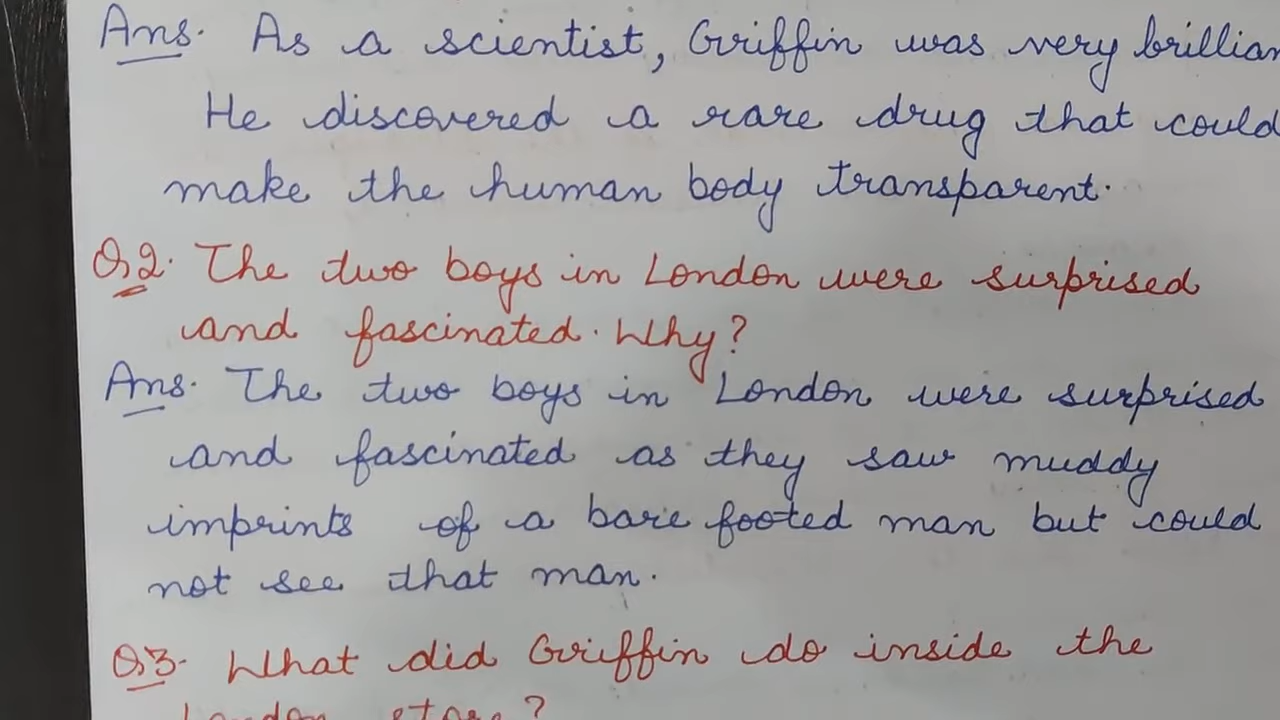 Ans. As a scientist, Griffin was very brillian
He discovered a rare drug that could
make the human body transparent.
Q2. The two boys in London were surprised
and fascinated. Why?
Ans. The two boys in London were surprised
and fascinated as they saw muddy
imprints of a bare footed man but could
not see that man.
Q3. What did Griffin do inside the
London store?